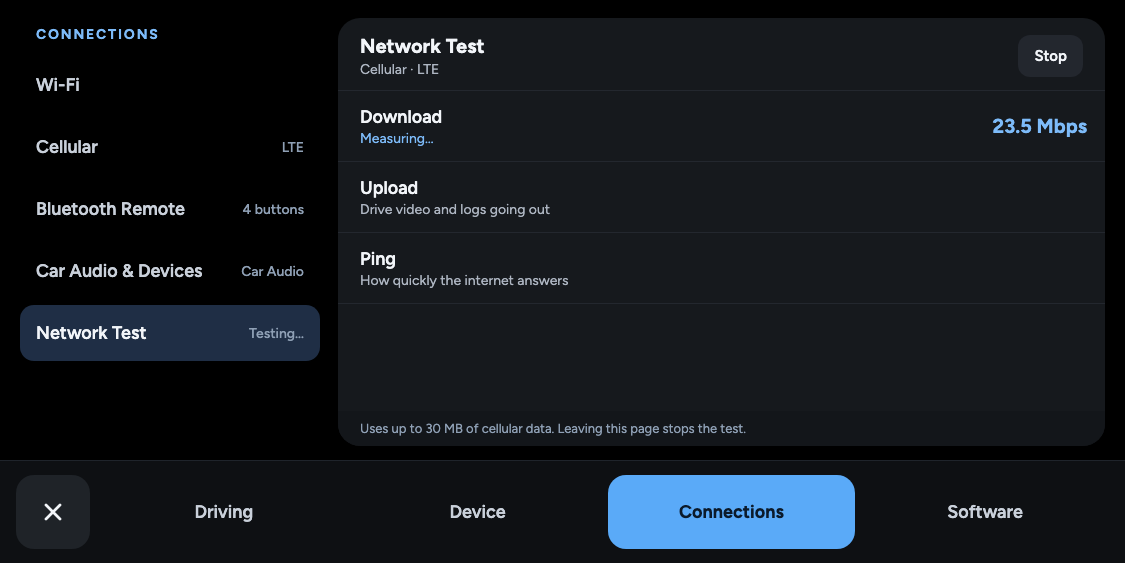 CONNECTIONS
Wi-Fi
Cellular LTE
Bluetooth Remote 4 buttons
Car Audio & Devices Car Audio
Network Test Testing...
Network Test
Cellular · LTE
Stop
Download
Measuring...
23.5 Mbps
Upload
Drive video and logs going out
Ping
How quickly the internet answers
Uses up to 30 MB of cellular data. Leaving this page stops the test.
Driving
Device
Connections
Software